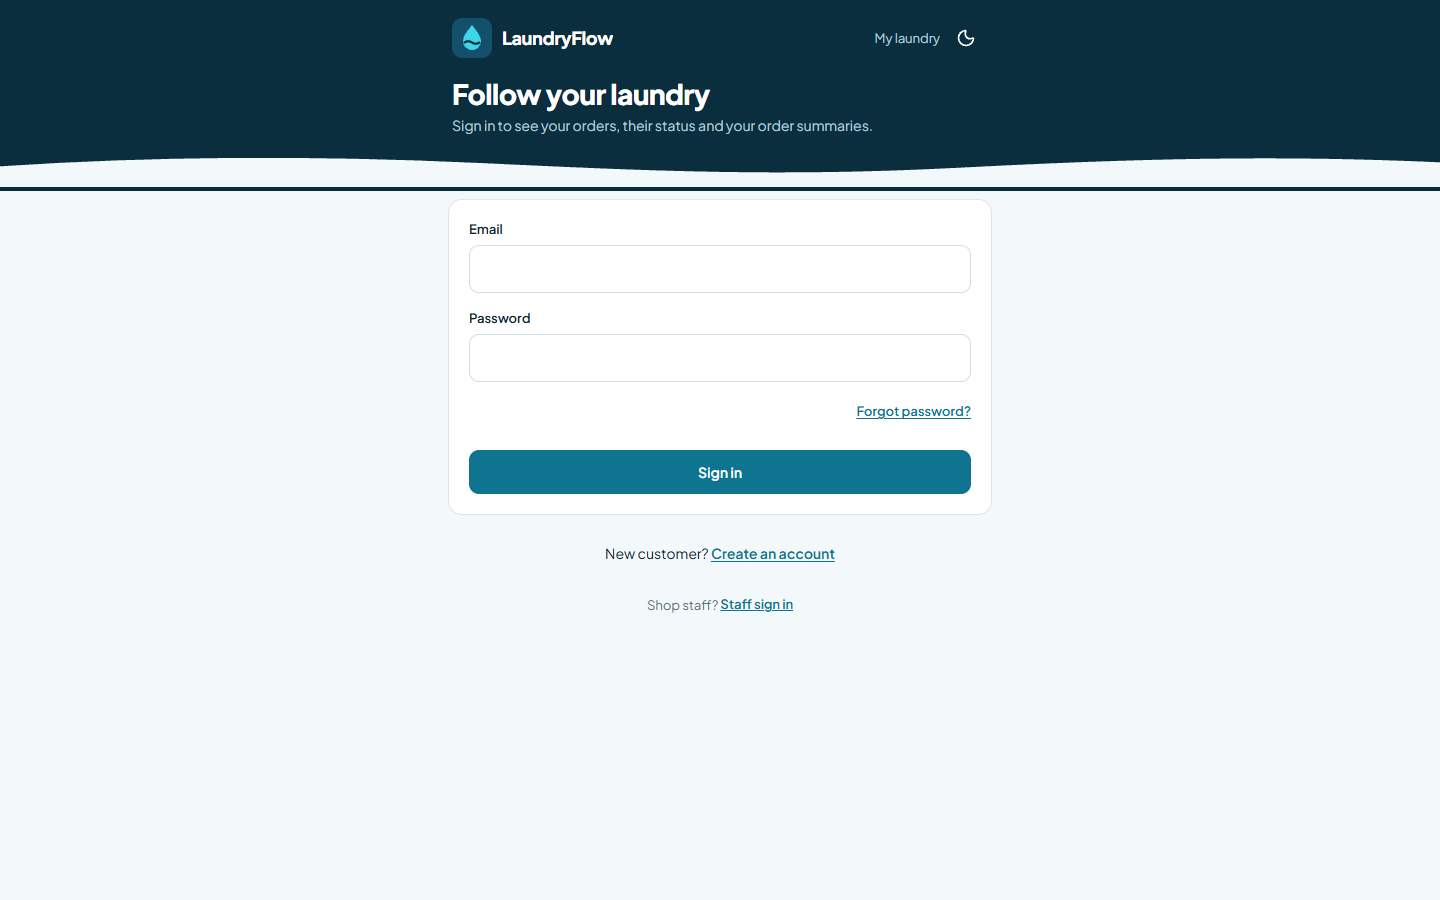 LaundryFlow
My laundry
Follow your laundry
Sign in to see your orders, their status and your order summaries.
Email
Password
Forgot password?
Sign in
New customer? Create an account
Shop staff? Staff sign in